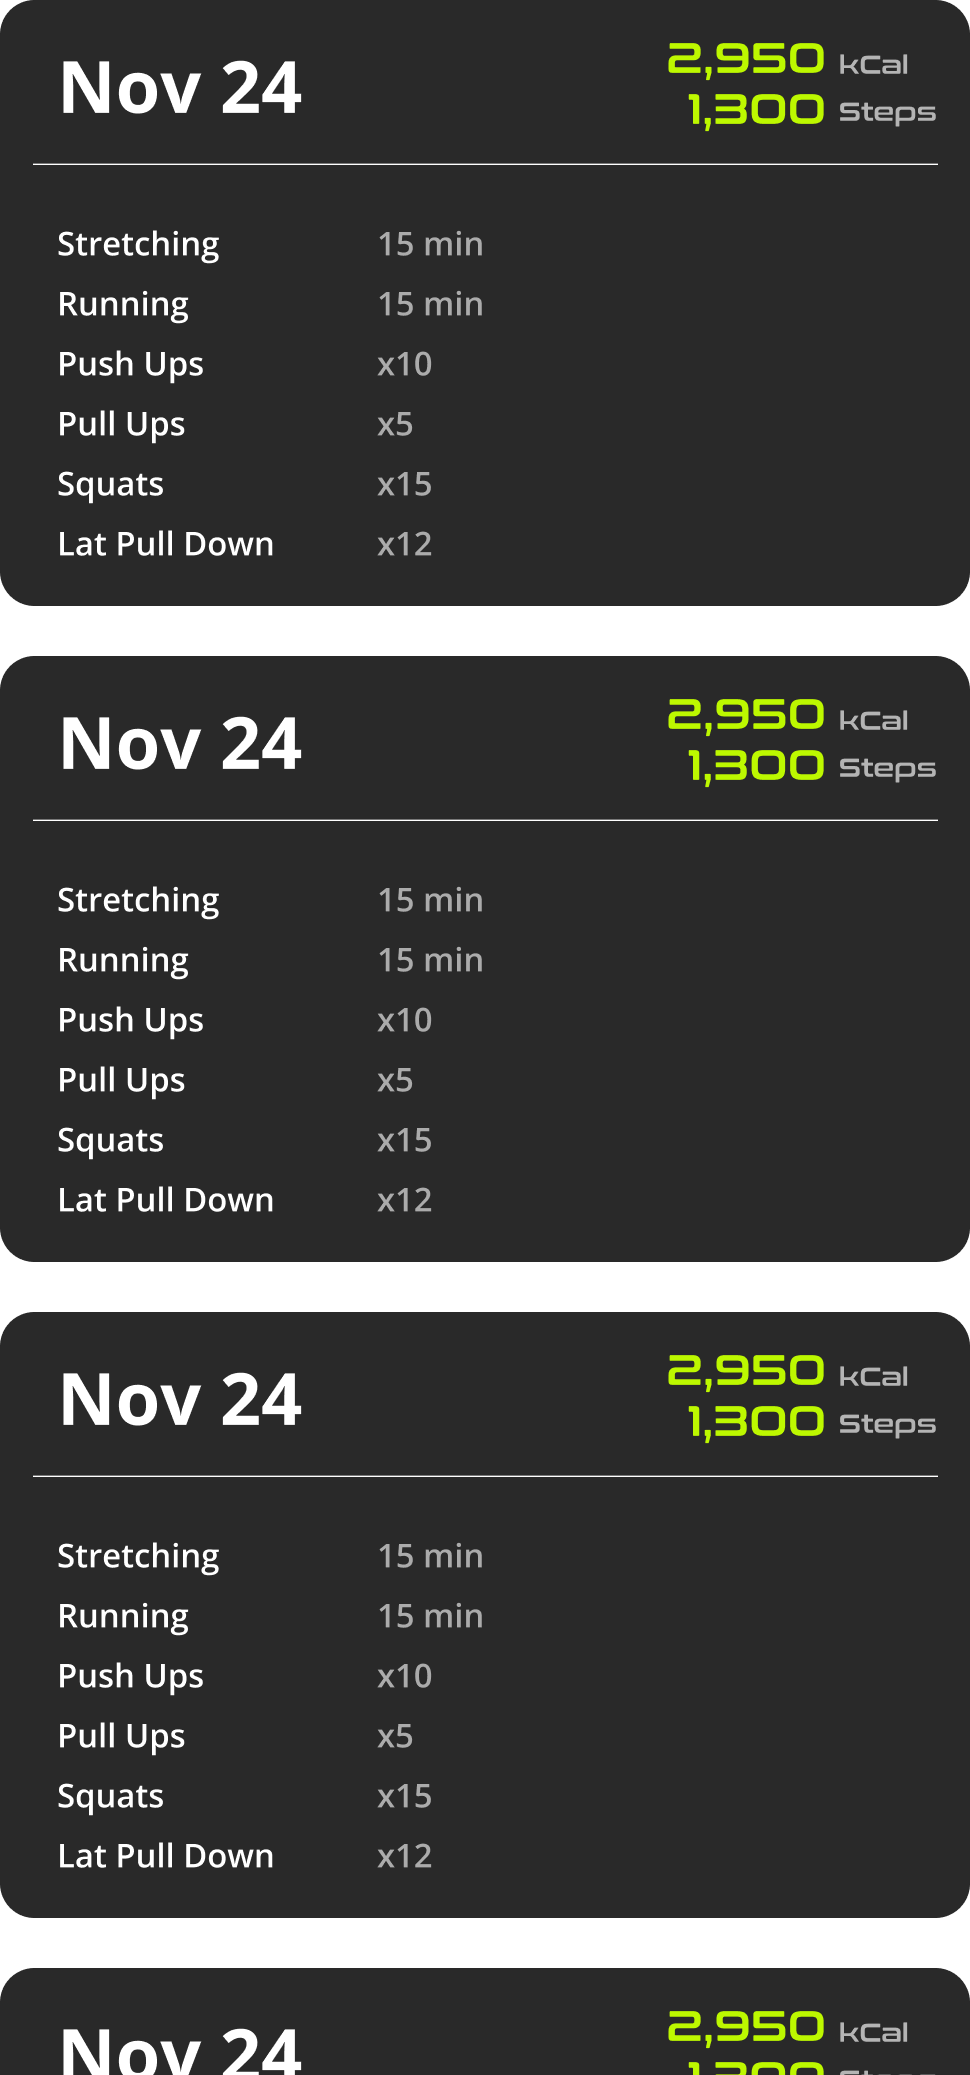 Nov 24
2,950 kCal
1,300 Steps
Stretching 15 min
Running 15 min
Push Ups x10
Pull Ups x5
Squats x15
Lat Pull Down x12
Nov 24
2,950 kCal
1,300 Steps
Stretching 15 min
Running 15 min
Push Ups x10
Pull Ups x5
Squats x15
Lat Pull Down x12
Nov 24
2,950 kCal
1,300 Steps
Stretching 15 min
Running 15 min
Push Ups x10
Pull Ups x5
Squats x15
Lat Pull Down x12
Nov 24
2,950 kCal